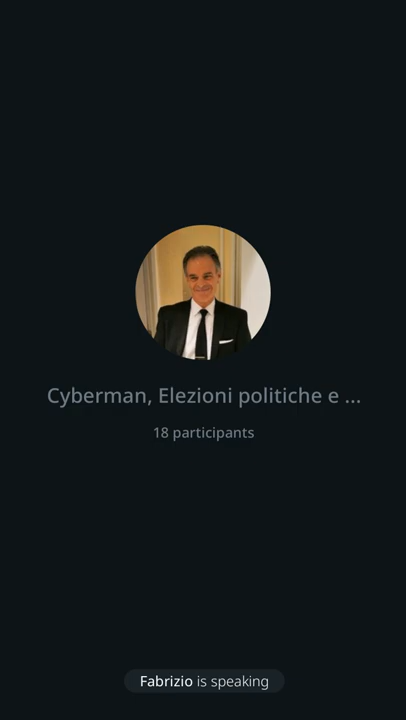 Cyberman, Elezioni politiche e ...
18 participants
Fabrizio is speaking